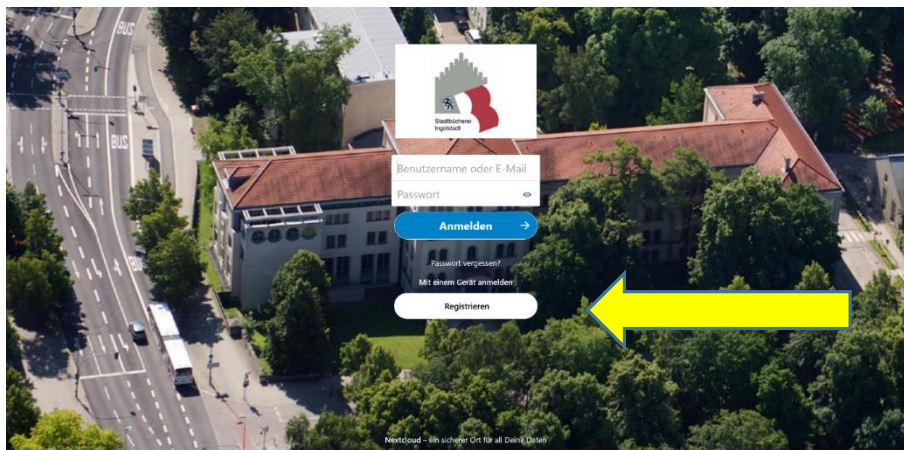 BUS
BUS
BUS
Stadtbücherei
Ingolstadt
Benutzername oder E-Mail
Passwort
Anmelden
Passwort vergessen?
Mit einem Gerät anmelden
Registrieren
Nextcloud – ein sicherer Ort für all Deine Daten